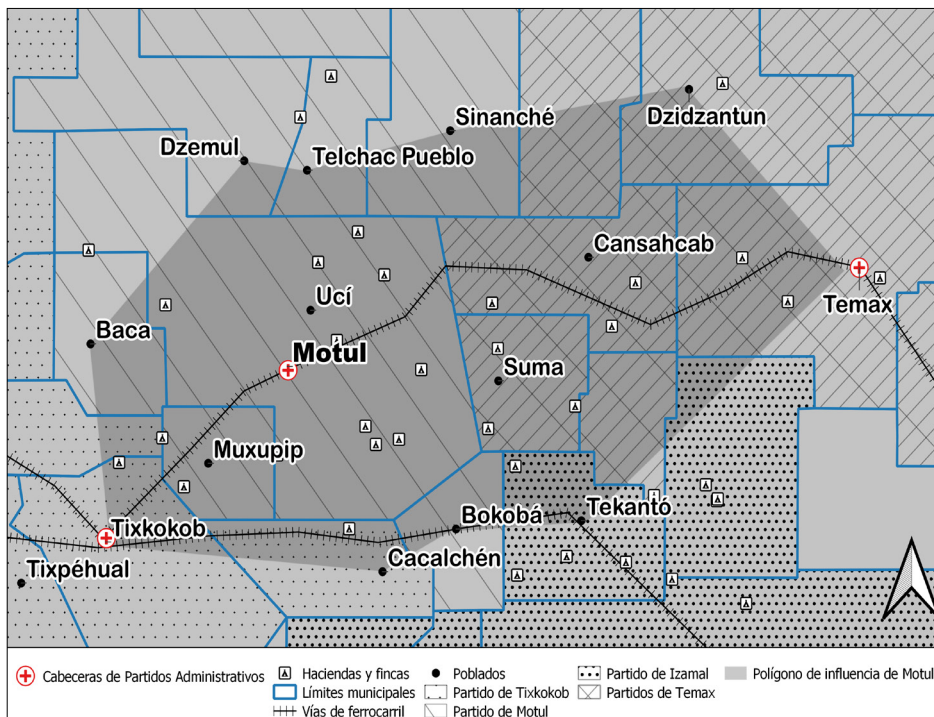 Sinanché
Dzidzantun
Dzemul
Telchac Pueblo
Cansahcab
Ucí
Temax
Baca
Motul
Suma
Muxupip
Tekantó
Bokobá
Tixkokob
Cacalchén
Tixpéhual
Cabeceras de Partidos Administrativos
Haciendas y fincas
Poblados
Partido de Izamal
Polígono de influencia de Motul
Límites municipales
Partido de Tixkokob
Partidos de Temax
Vías de ferrocarril
Partido de Motul